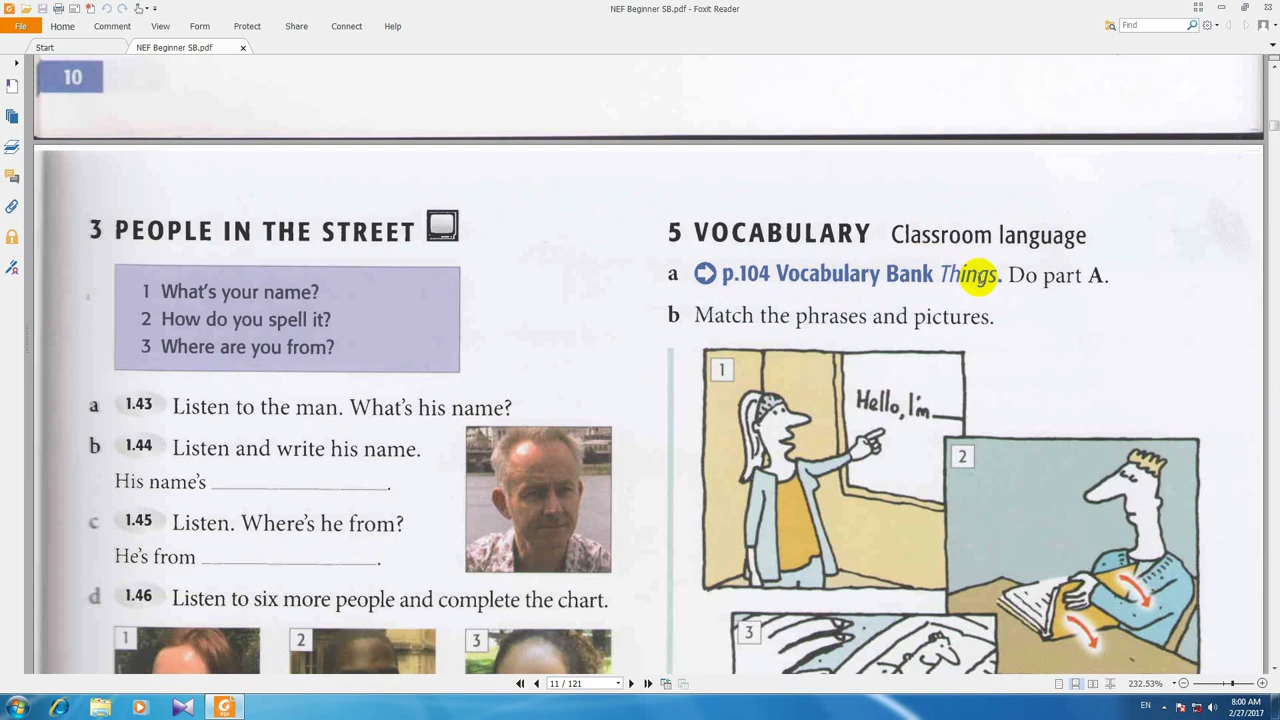 NEF Beginner SB.pdf - Foxit Reader
File Home Comment View Form Protect Share Connect Help
Find
Start
NEF Beginner SB.pdf
10
3 PEOPLE IN THE STREET
1 What's your name?
2 How do you spell it?
3 Where are you from?
a 1.43 Listen to the man. What's his name?
b 1.44 Listen and write his name.
His name's ____________.
c 1.45 Listen. Where's he from?
He's from ____________.
d 1.46 Listen to six more people and complete the chart.
1
2
3
5 VOCABULARY Classroom language
a p.104 Vocabulary Bank Things. Do part A.
b Match the phrases and pictures.
1
Hello, I'm___
2
3
11 / 121
232.53%
EN
8:00 AM
2/27/2017